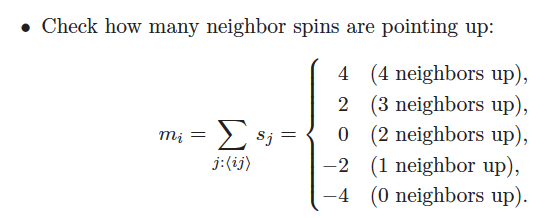 • Check how many neighbor spins are pointing up:
4 (4 neighbors up),
2 (3 neighbors up),
m_i = ∑_{j:⟨ij⟩} s_j = { 0 (2 neighbors up),
−2 (1 neighbor up),
−4 (0 neighbors up).